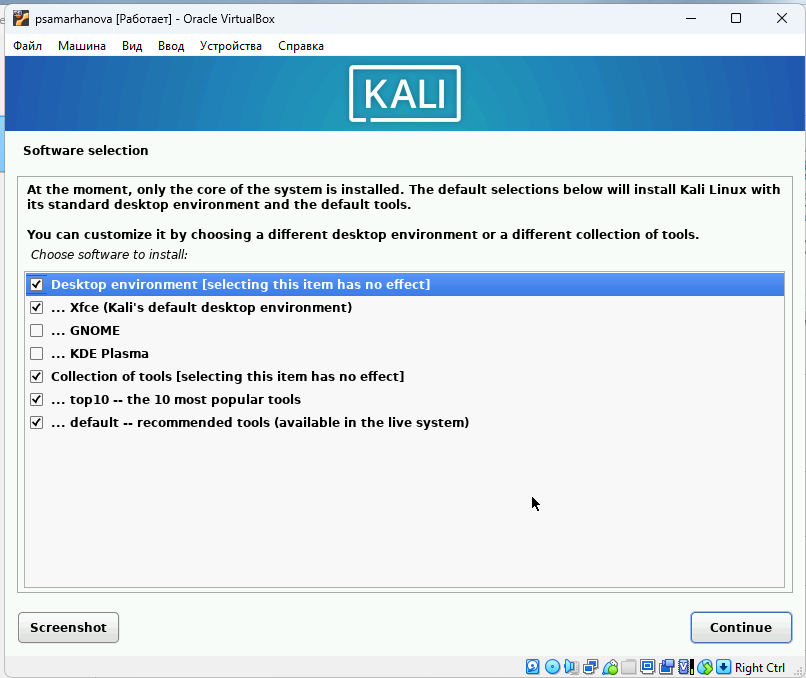 psamarhanova [Работает] - Oracle VirtualBox
Файл Машина Вид Ввод Устройства Справка
KALI
Software selection
At the moment, only the core of the system is installed. The default selections below will install Kali Linux with
its standard desktop environment and the default tools.
You can customize it by choosing a different desktop environment or a different collection of tools.
Choose software to install:
Desktop environment [selecting this item has no effect]
... Xfce (Kali's default desktop environment)
... GNOME
... KDE Plasma
Collection of tools [selecting this item has no effect]
... top10 -- the 10 most popular tools
... default -- recommended tools (available in the live system)
Screenshot Continue
Right Ctrl